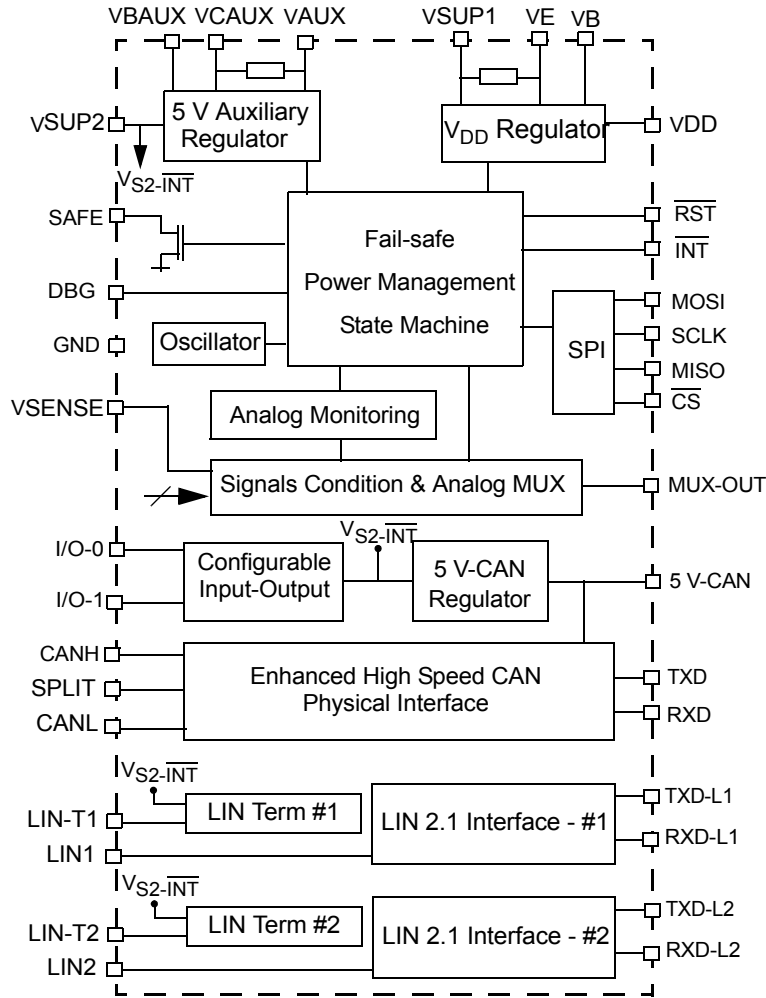 VBAUX VCAUX VAUX VSUP1 VE VB
5 V Auxiliary
Regulator
VSUP2
VDD Regulator
VDD
VS2-INT
SAFE
Fail-safe
Power Management
State Machine
RST
INT
DBG
MOSI
SCLK
MISO
CS
SPI
GND
Oscillator
VSENSE
Analog Monitoring
Signals Condition & Analog MUX
MUX-OUT
VS2-INT
I/O-0
I/O-1
Configurable
Input-Output
5 V-CAN
Regulator
5 V-CAN
CANH
SPLIT
CANL
Enhanced High Speed CAN
Physical Interface
TXD
RXD
VS2-INT
LIN Term #1
LIN-T1
LIN1
LIN 2.1 Interface - #1
TXD-L1
RXD-L1
VS2-INT
LIN Term #2
LIN-T2
LIN2
LIN 2.1 Interface - #2
TXD-L2
RXD-L2